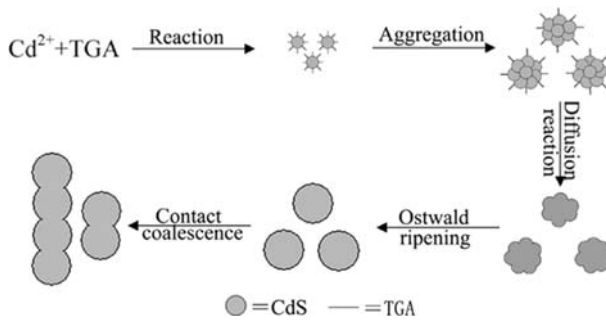 Cd²⁺+TGA
Reaction
Aggregation
Diffusion
reaction
Ostwald
ripening
Contact
coalescence
=CdS
=TGA